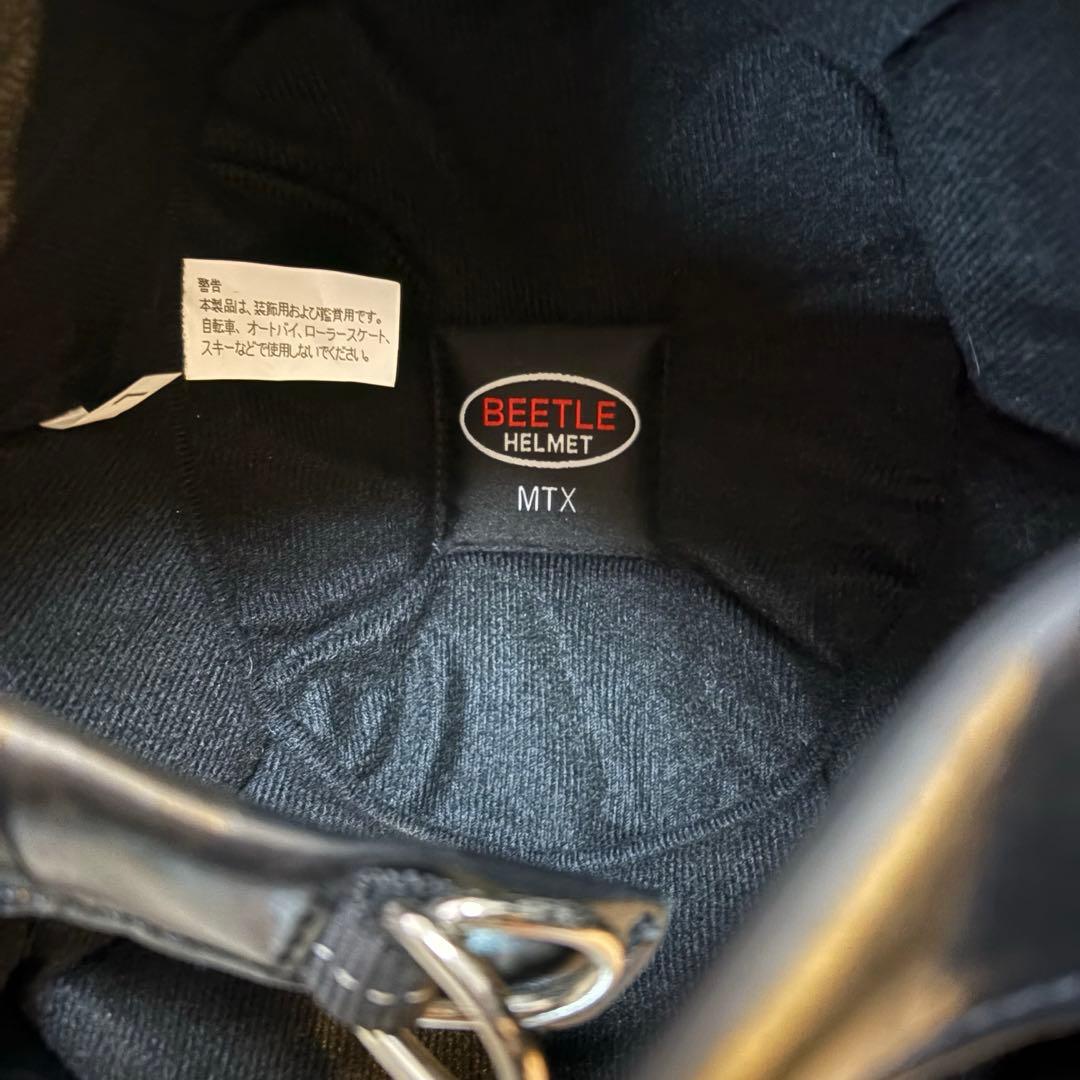 警告
本製品は、装飾用および鑑賞用です。
自転車、オートバイ、ローラースケート、
スキーなどで使用しないでください。
BEETLE
HELMET
MTX